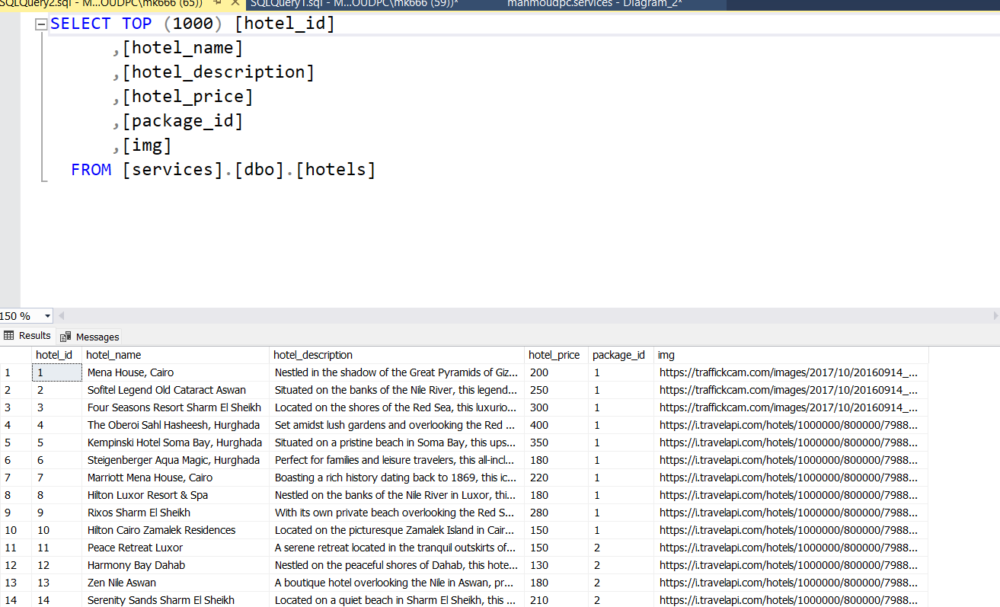 SQLQuery2.sql - M...OUDPC\mk666 (65))
SQLQuery1.sql - M...OUDPC\mk666 (59))*
mahmoudpc.services - Diagram_2*
SELECT TOP (1000) [hotel_id]
,[hotel_name]
,[hotel_description]
,[hotel_price]
,[package_id]
,[img]
FROM [services].[dbo].[hotels]
150 %
Results Messages
hotel_id hotel_name hotel_description hotel_price package_id img
1 1 Mena House, Cairo Nestled in the shadow of the Great Pyramids of Giz... 200 1 https://traffickcam.com/images/2017/10/20160914_...
2 2 Sofitel Legend Old Cataract Aswan Situated on the banks of the Nile River, this legend... 250 1 https://traffickcam.com/images/2017/10/20160914_...
3 3 Four Seasons Resort Sharm El Sheikh Located on the shores of the Red Sea, this luxurio... 300 1 https://traffickcam.com/images/2017/10/20160914_...
4 4 The Oberoi Sahl Hasheesh, Hurghada Set amidst lush gardens and overlooking the Red ... 400 1 https://i.travelapi.com/hotels/1000000/800000/7988...
5 5 Kempinski Hotel Soma Bay, Hurghada Situated on a pristine beach in Soma Bay, this ups... 350 1 https://i.travelapi.com/hotels/1000000/800000/7988...
6 6 Steigenberger Aqua Magic, Hurghada Perfect for families and leisure travelers, this all-incl... 180 1 https://i.travelapi.com/hotels/1000000/800000/7988...
7 7 Marriott Mena House, Cairo Boasting a rich history dating back to 1869, this ic... 220 1 https://i.travelapi.com/hotels/1000000/800000/7988...
8 8 Hilton Luxor Resort & Spa Nestled on the banks of the Nile River in Luxor, thi... 180 1 https://i.travelapi.com/hotels/1000000/800000/7988...
9 9 Rixos Sharm El Sheikh With its own private beach overlooking the Red S... 280 1 https://i.travelapi.com/hotels/1000000/800000/7988...
10 10 Hilton Cairo Zamalek Residences Located on the picturesque Zamalek Island in Cair... 150 1 https://i.travelapi.com/hotels/1000000/800000/7988...
11 11 Peace Retreat Luxor A serene retreat located in the tranquil outskirts of... 150 2 https://i.travelapi.com/hotels/1000000/800000/7988...
12 12 Harmony Bay Dahab Nestled on the peaceful shores of Dahab, this hote... 130 2 https://i.travelapi.com/hotels/1000000/800000/7988...
13 13 Zen Nile Aswan A boutique hotel overlooking the Nile in Aswan, pr... 180 2 https://i.travelapi.com/hotels/1000000/800000/7988...
14 14 Serenity Sands Sharm El Sheikh Located on a quiet beach in Sharm El Sheikh, this ... 210 2 https://i.travelapi.com/hotels/1000000/800000/7988...